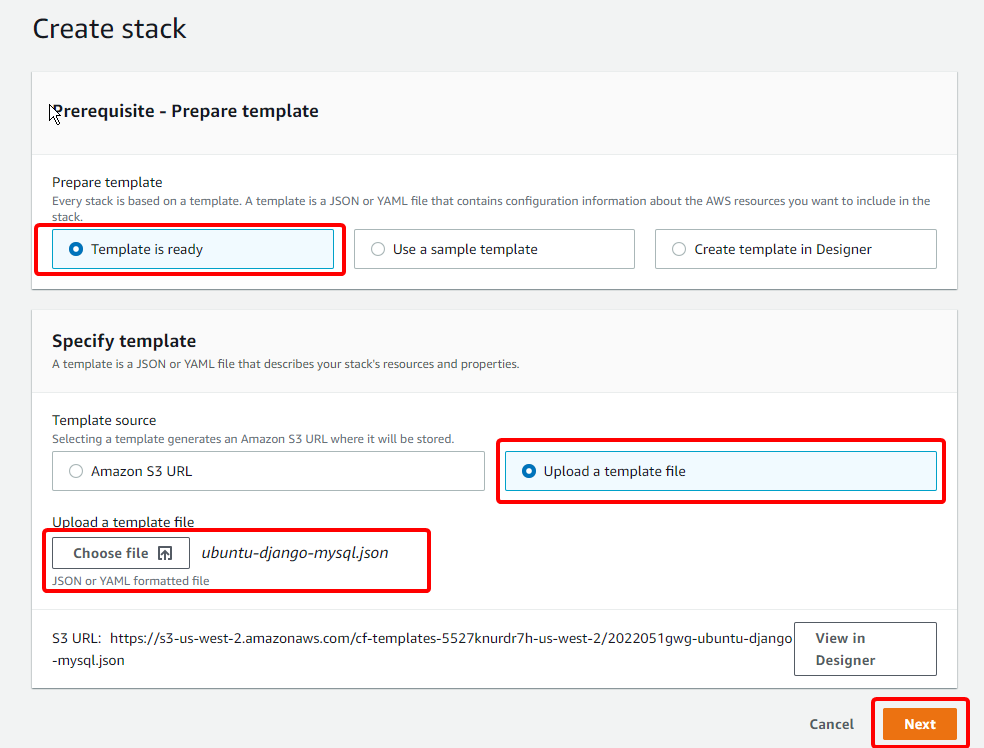 Create stack
Prerequisite - Prepare template
Prepare template
Every stack is based on a template. A template is a JSON or YAML file that contains configuration information about the AWS resources you want to include in the
stack.
Template is ready
Use a sample template
Create template in Designer
Specify template
A template is a JSON or YAML file that describes your stack's resources and properties.
Template source
Selecting a template generates an Amazon S3 URL where it will be stored.
Amazon S3 URL
Upload a template file
Upload a template file
Choose file
ubuntu-django-mysql.json
JSON or YAML formatted file
S3 URL: https://s3-us-west-2.amazonaws.com/cf-templates-5527knurdr7h-us-west-2/2022051gwg-ubuntu-django
-mysql.json
View in
Designer
Cancel
Next